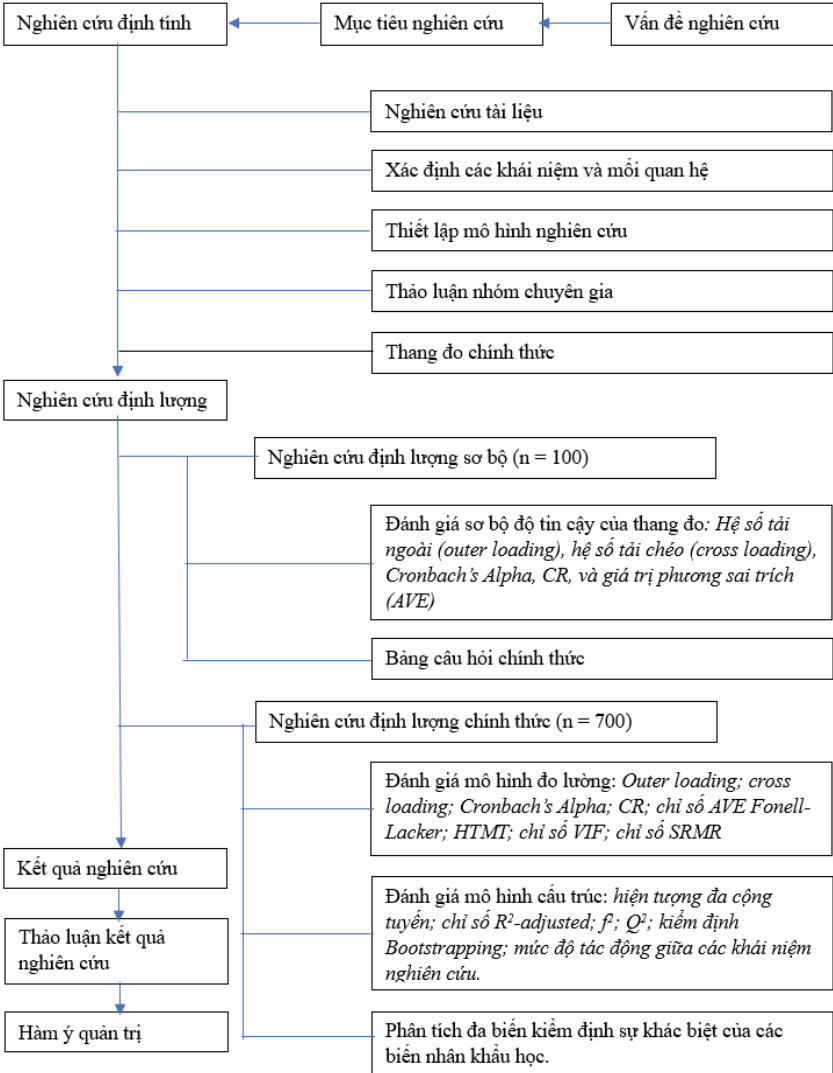 Nghiên cứu định tính
Mục tiêu nghiên cứu
Vấn đề nghiên cứu
Nghiên cứu tài liệu
Xác định các khái niệm và mối quan hệ
Thiết lập mô hình nghiên cứu
Thảo luận nhóm chuyên gia
Thang đo chính thức
Nghiên cứu định lượng
Nghiên cứu định lượng sơ bộ (n = 100)
Đánh giá sơ bộ độ tin cậy của thang đo: Hệ số tải
ngoài (outer loading), hệ số tải chéo (cross loading),
Cronbach’s Alpha, CR, và giá trị phương sai trích
(AVE)
Bảng câu hỏi chính thức
Nghiên cứu định lượng chính thức (n = 700)
Đánh giá mô hình đo lường: Outer loading; cross
loading; Cronbach’s Alpha; CR; chỉ số AVE Fonell-
Lacker; HTMT; chỉ số VIF; chỉ số SRMR
Kết quả nghiên cứu
Đánh giá mô hình cấu trúc: hiện tượng đa cộng
tuyến; chỉ số R²-adjusted; f²; Q²; kiểm định
Bootstrapping; mức độ tác động giữa các khái niệm
nghiên cứu.
Thảo luận kết quả
nghiên cứu
Hàm ý quản trị
Phân tích đa biến kiểm định sự khác biệt của các
biến nhân khẩu học.